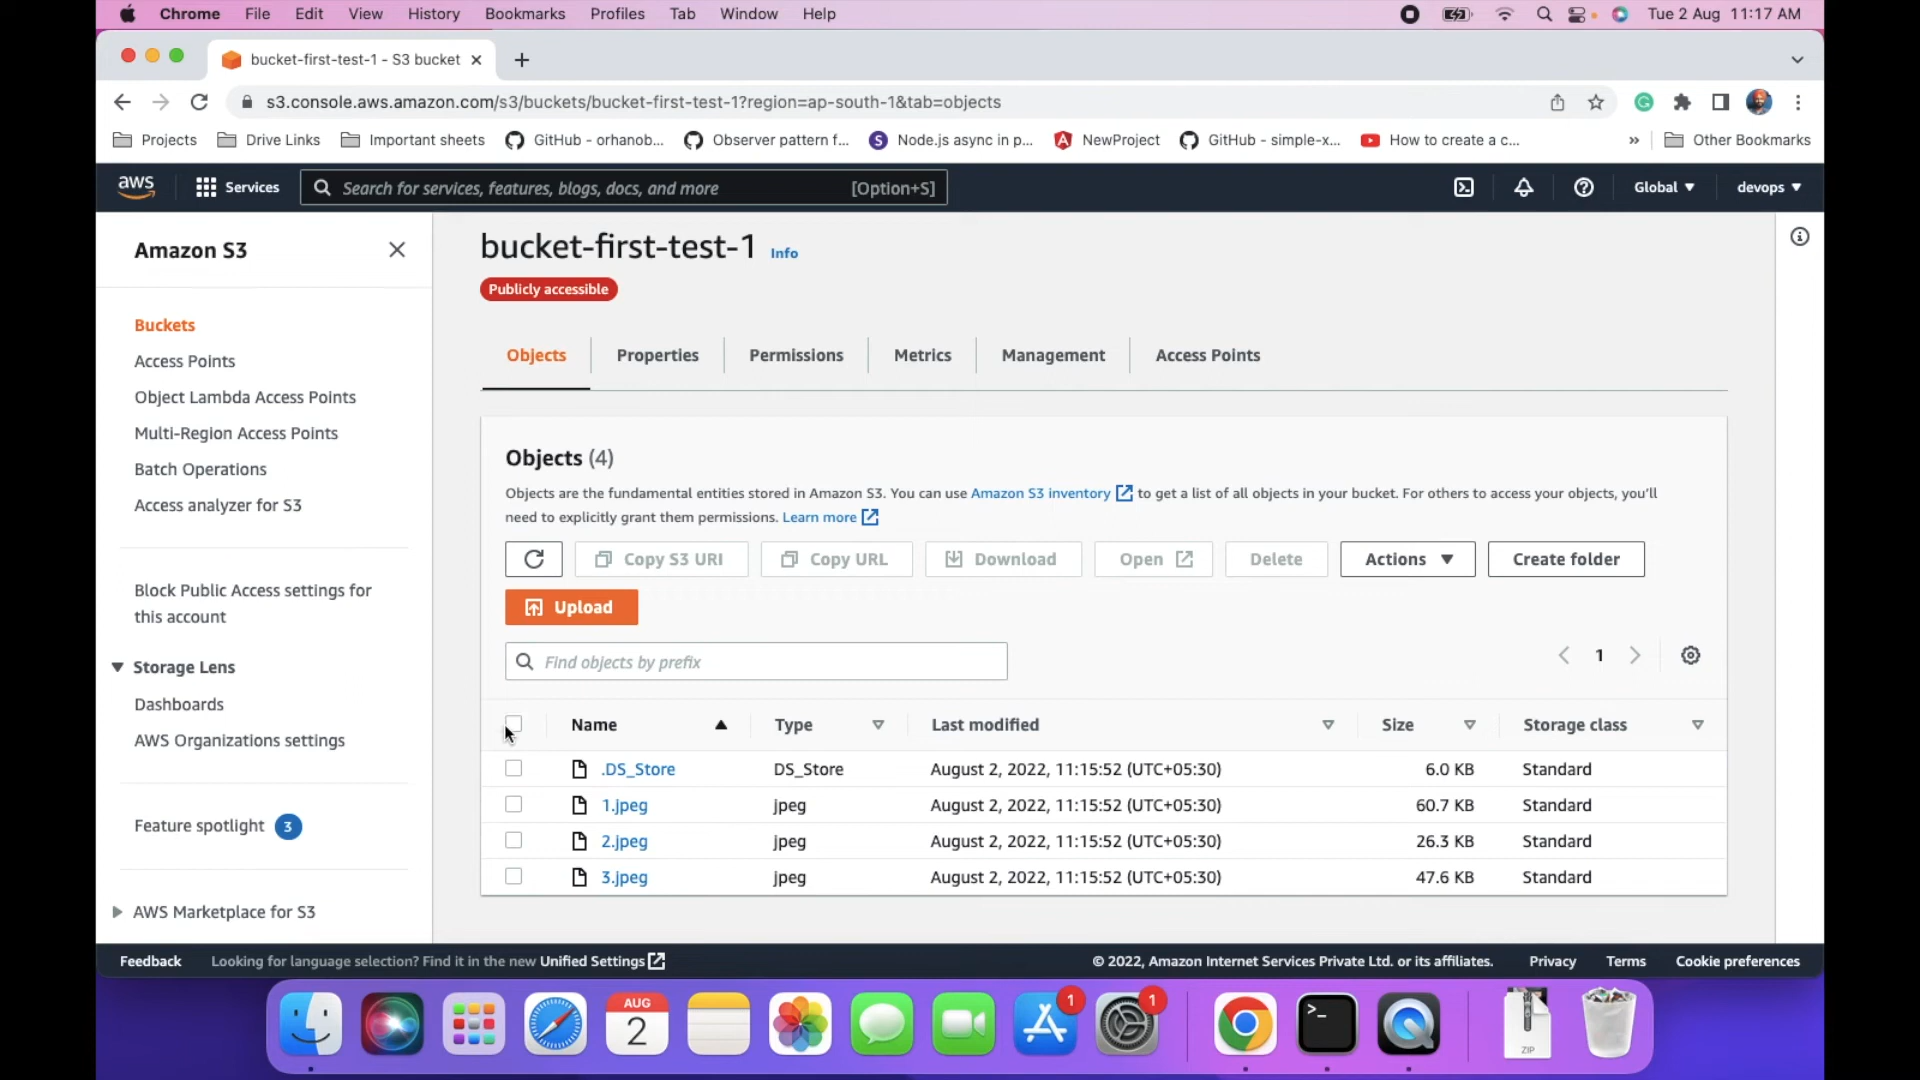 Chrome File Edit View History Bookmarks Profiles Tab Window Help Tue 2 Aug 11:17 AM
bucket-first-test-1 - S3 bucket
s3.console.aws.amazon.com/s3/buckets/bucket-first-test-1?region=ap-south-1&tab=objects
Projects Drive Links Important sheets GitHub - orhanob... Observer pattern f... S Node.js async in p... NewProject GitHub - simple-x... How to create a c... » Other Bookmarks
aws Services Search for services, features, blogs, docs, and more [Option+S] Global devops
Amazon S3
Buckets
Access Points
Object Lambda Access Points
Multi-Region Access Points
Batch Operations
Access analyzer for S3
Block Public Access settings for
this account
Storage Lens
Dashboards
AWS Organizations settings
Feature spotlight 3
AWS Marketplace for S3
bucket-first-test-1 Info
Publicly accessible
Objects Properties Permissions Metrics Management Access Points
Objects (4)
Objects are the fundamental entities stored in Amazon S3. You can use Amazon S3 inventory to get a list of all objects in your bucket. For others to access your objects, you'll
need to explicitly grant them permissions. Learn more
Copy S3 URI Copy URL Download Open Delete Actions Create folder
Upload
Find objects by prefix 1
Name Type Last modified Size Storage class
.DS_Store DS_Store August 2, 2022, 11:15:52 (UTC+05:30) 6.0 KB Standard
1.jpeg jpeg August 2, 2022, 11:15:52 (UTC+05:30) 60.7 KB Standard
2.jpeg jpeg August 2, 2022, 11:15:52 (UTC+05:30) 26.3 KB Standard
3.jpeg jpeg August 2, 2022, 11:15:52 (UTC+05:30) 47.6 KB Standard
Feedback Looking for language selection? Find it in the new Unified Settings © 2022, Amazon Internet Services Private Ltd. or its affiliates. Privacy Terms Cookie preferences
AUG
2
1
1
>_
ZIP